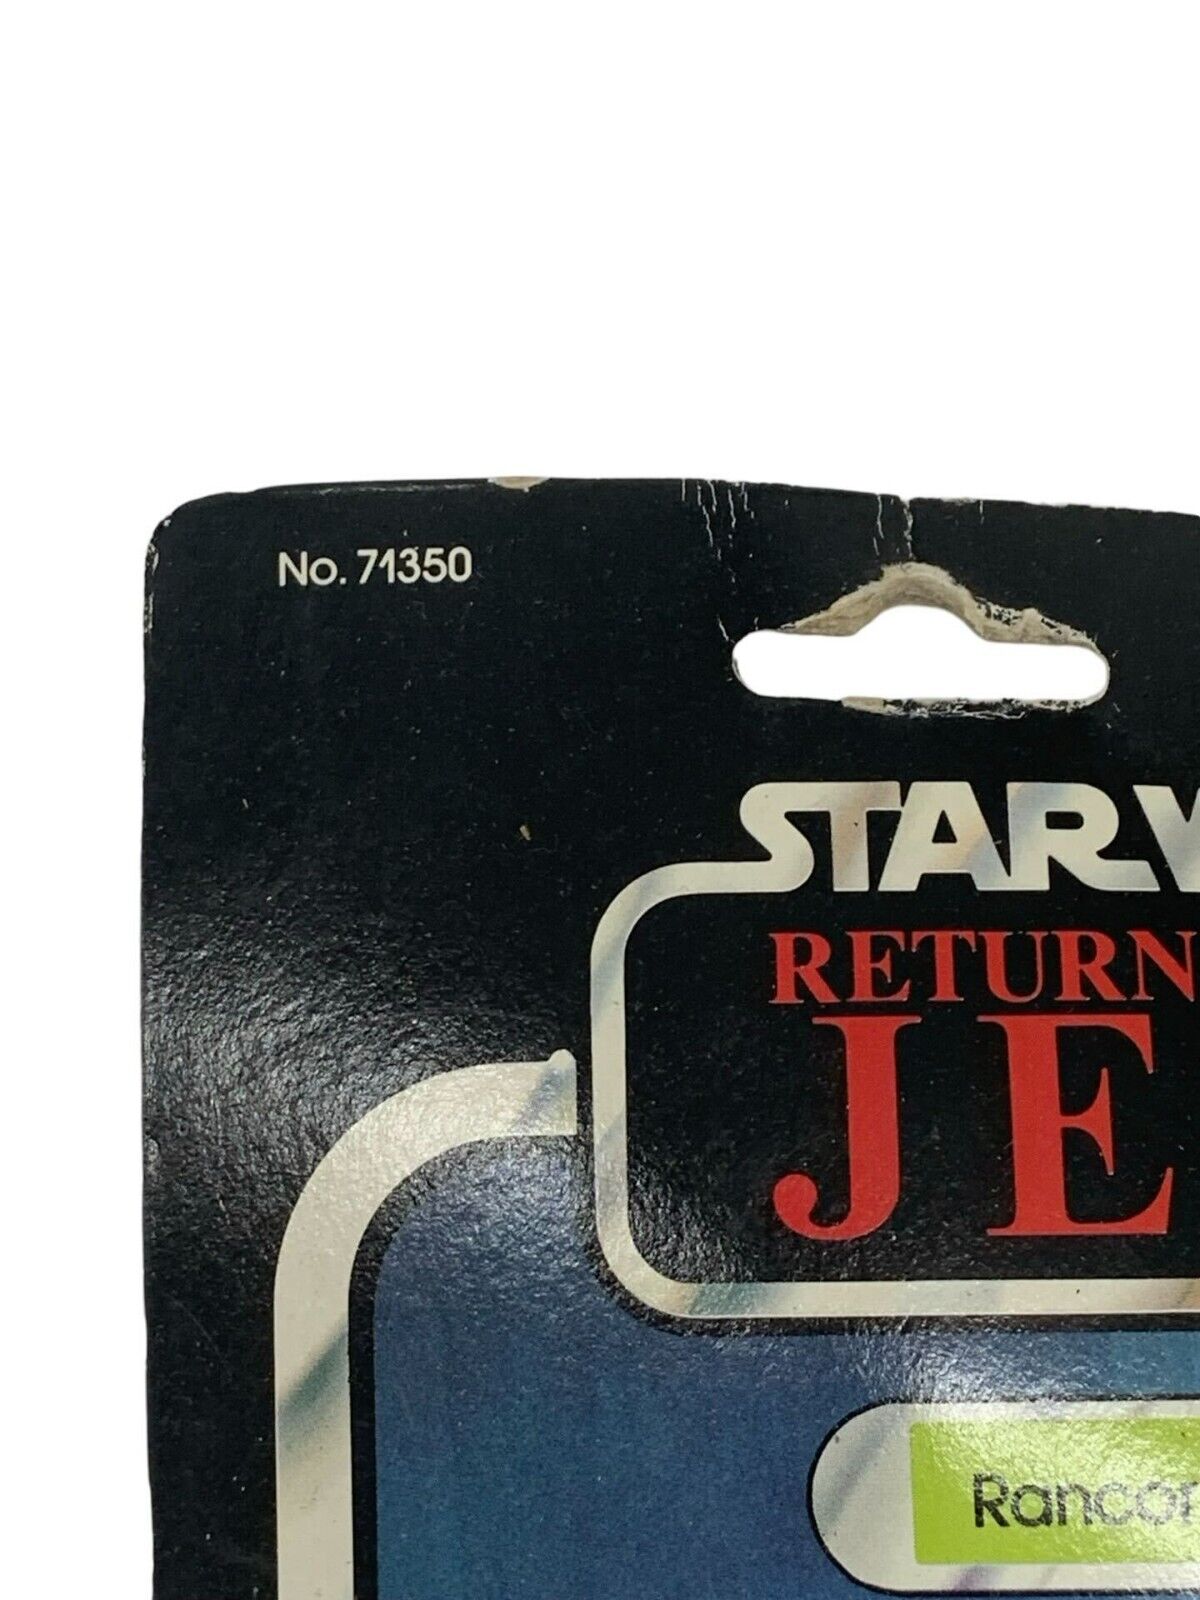 No. 71350
STAR W
RETURN
JE
Rancor